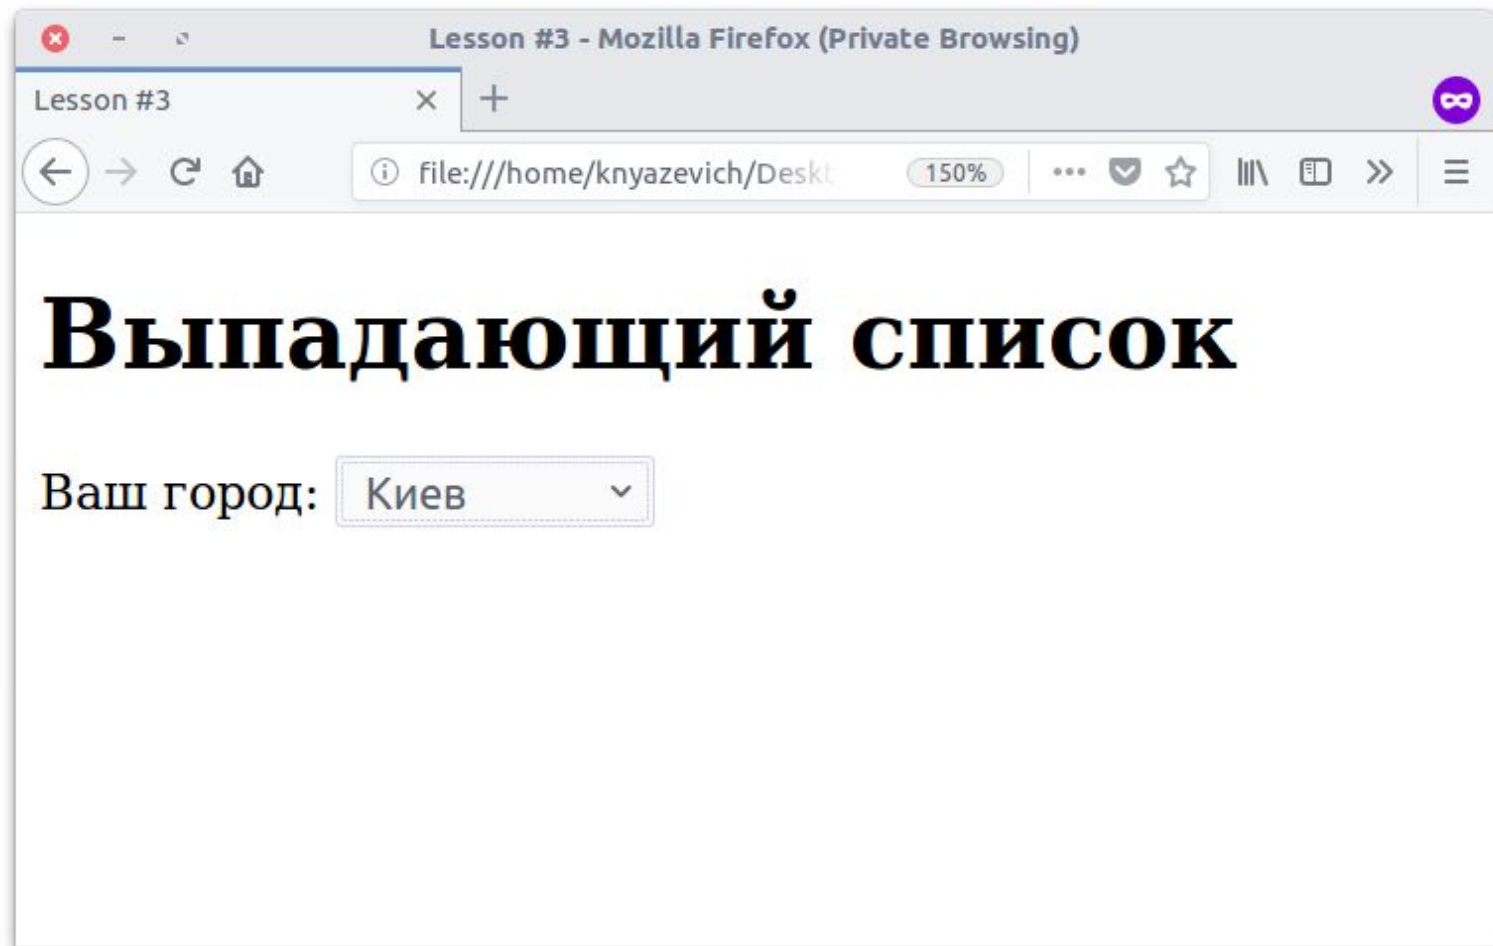 Lesson #3 - Mozilla Firefox (Private Browsing)
Lesson #3
file:///home/knyazevich/Deskt
150%
Выпадающий список
Ваш город: Киев